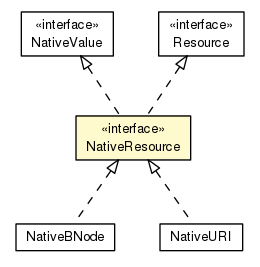 «interface»
NativeValue
«interface»
Resource
«interface»
NativeResource
NativeBNode
NativeURI